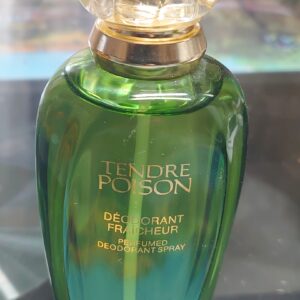 TENDRE
POISON
DÉODORANT
FRAÎCHEUR
PERFUMED
DEODORANT SPRAY